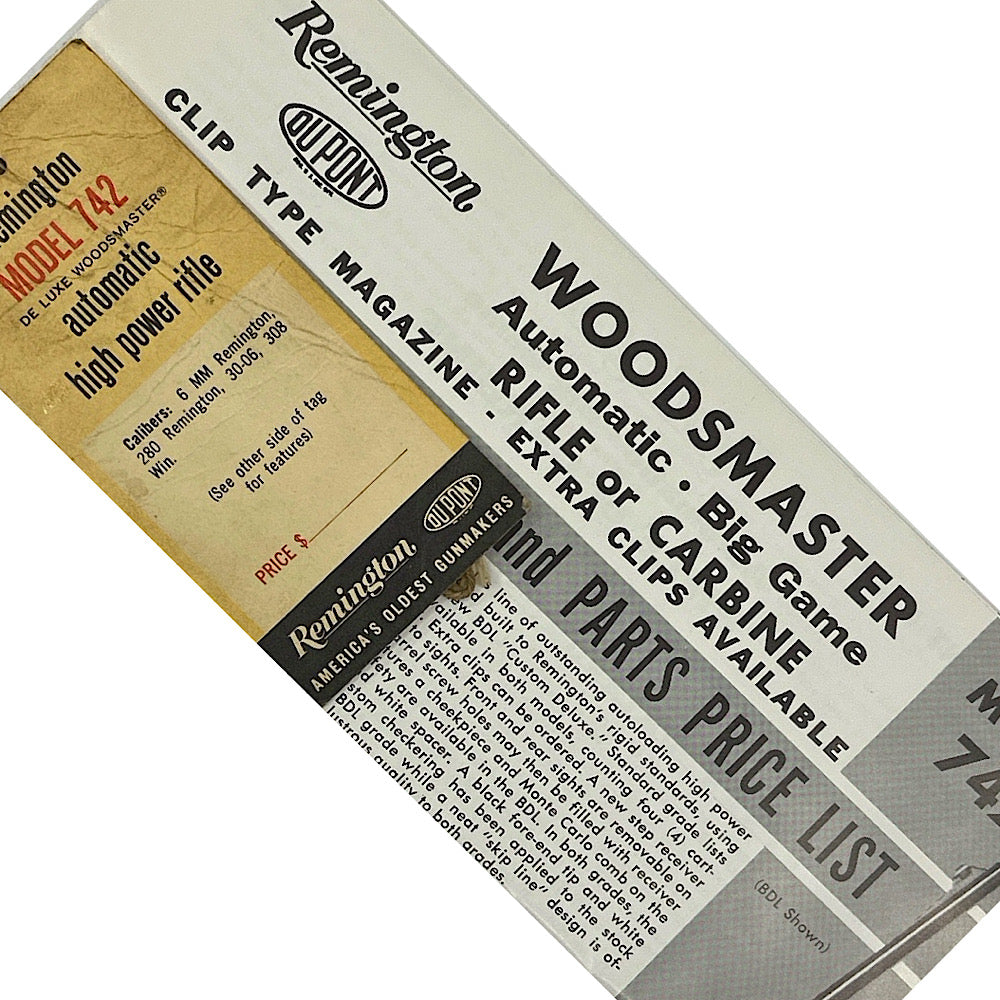 Remington
MODEL 742
DE LUXE WOODSMASTER®
automatic
high power rifle
Calibers: 6 MM Remington,
280 Remington, 30-06, 308
Win.
(See other side of tag
for features)
PRICE $
Remington
DUPONT
AMERICA'S OLDEST GUNMAKERS
Remington
DUPONT
CLIP TYPE MAGAZINE - EXTRA CLIPS AVAILABLE
WOODSMASTER
Automatic • Big Game
RIFLE or CARBINE
and PARTS PRICE LIST
742
line of outstanding autoloading high power
built to Remington's rigid standards, using
BDL "Custom Deluxe." Standard grade lists
available in both models, counting four (4) cart-
Extra clips can be ordered. A new step receiver
to sights. Front and rear sights are removable on
screw holes may then be filled with receiver
a cheekpiece and Monte Carlo comb on the
are available in the BDL. In both grades, the
white spacer. A black fore-end tip and white
checkering has been applied to the stock
BDL grade while a neat "skip line" design is of-
quality to both grades.
(BDL Shown)